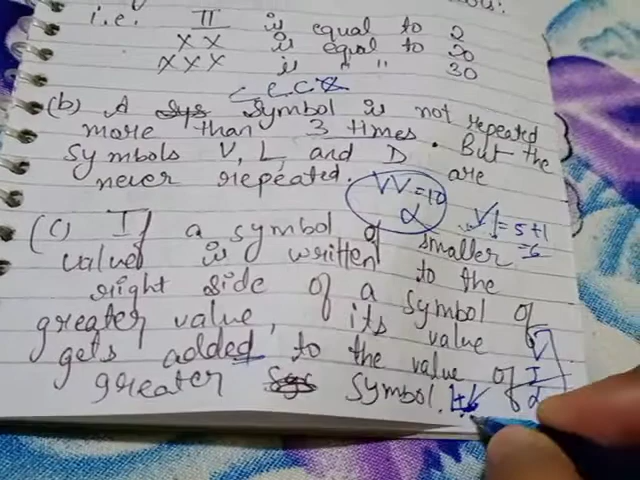 i.e. II is equal to 2
XX is equal to 20
XXX is " " 30
(b) A symbol is not repeated
more than 3 times. But the
symbols V, L, and D are
never repeated. VV=10
(c) If a symbol of smaller VI=5+1
value is written to the =6
right side of a symbol of
greater value, its value
gets added to the value of
greater symbol.